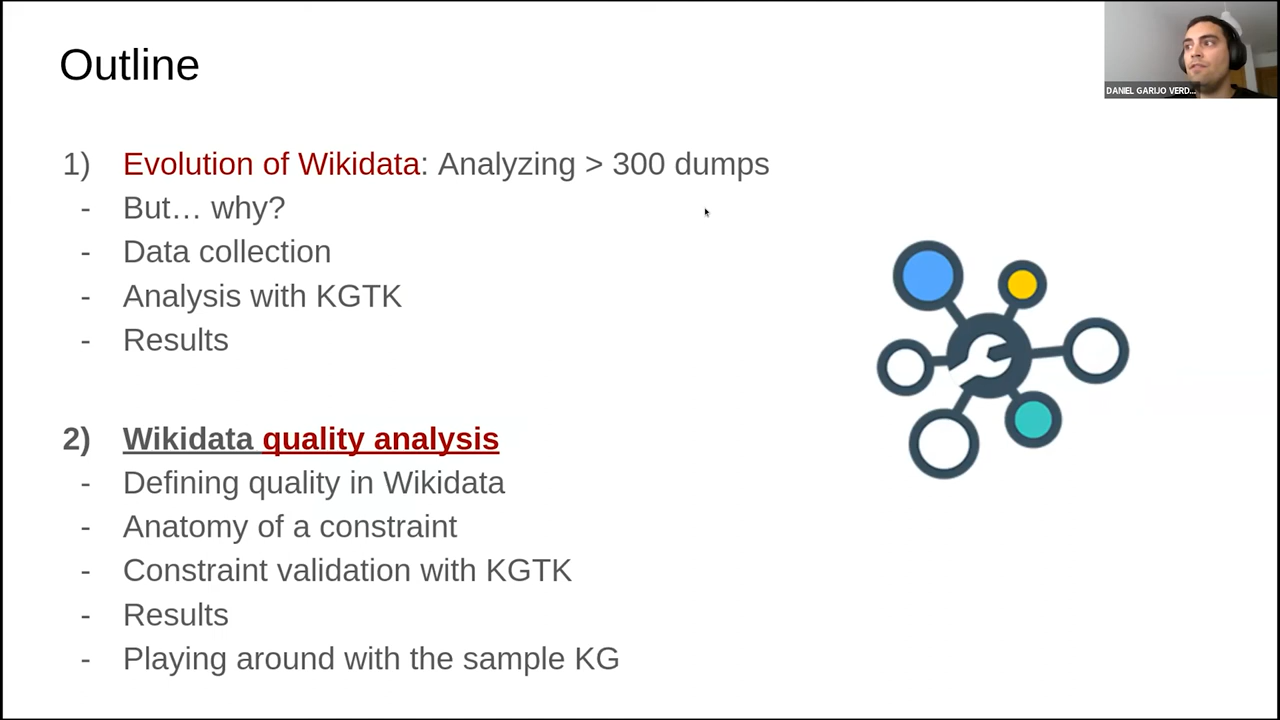 Outline
DANIEL GARIJO VERD...
1) Evolution of Wikidata: Analyzing > 300 dumps
- But… why?
- Data collection
- Analysis with KGTK
- Results
2) Wikidata quality analysis
- Defining quality in Wikidata
- Anatomy of a constraint
- Constraint validation with KGTK
- Results
- Playing around with the sample KG